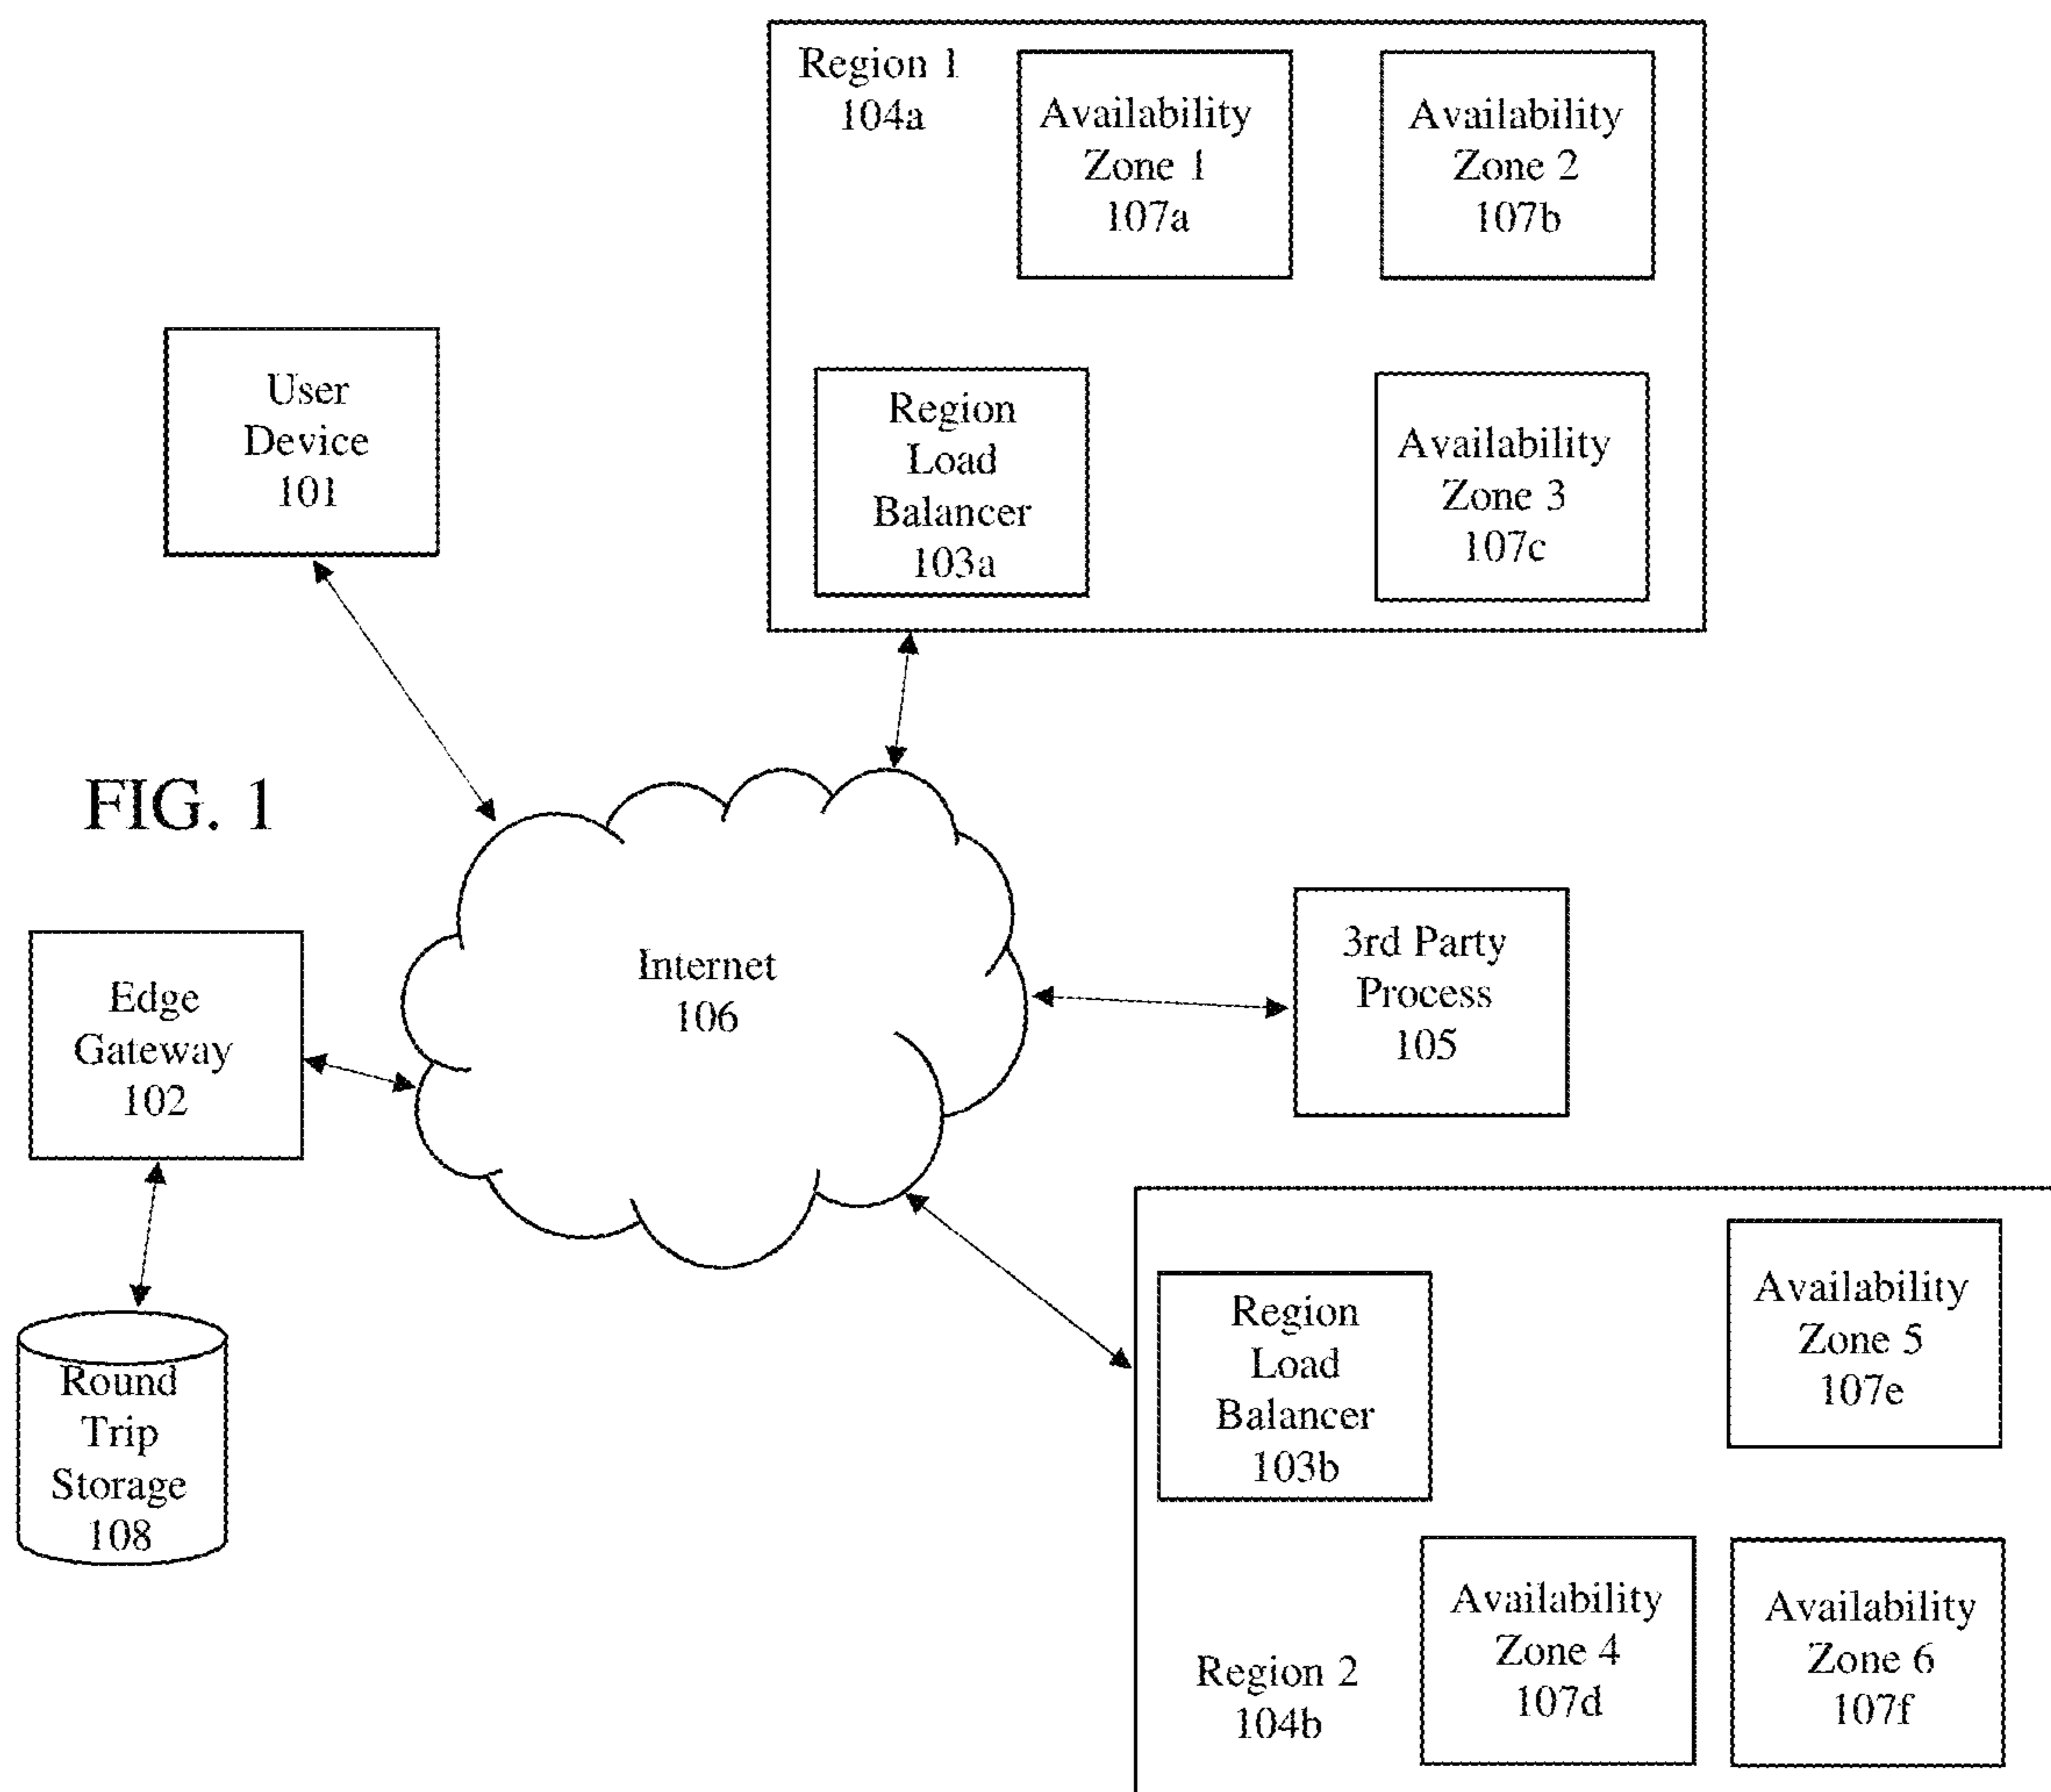 Region 1
104a
Availability
Zone 1
107a
Availability
Zone 2
107b
User
Device
101
Region
Load
Balancer
103a
Availability
Zone 3
107c
FIG. 1
Internet
106
3rd Party
Process
105
Edge
Gateway
102
Round
Trip
Storage
108
Region
Load
Balancer
103b
Availability
Zone 5
107e
Region 2
104b
Availability
Zone 4
107d
Availability
Zone 6
107f